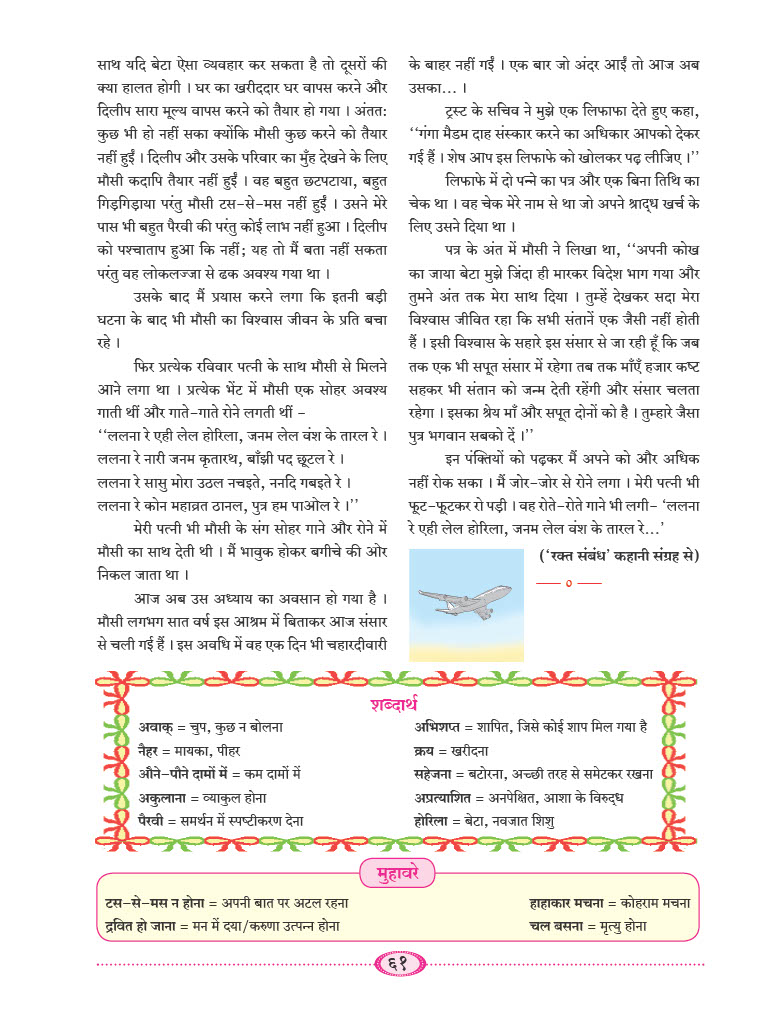 साथ यदि बेटा ऐसा व्यवहार कर सकता है तो दूसरों की
क्या हालत होगी । घर का खरीददार घर वापस करने और
दिलीप सारा मूल्य वापस करने को तैयार हो गया । अंतत:
कुछ भी हो नहीं सका क्योंकि मौसी कुछ करने को तैयार
नहीं हुईं । दिलीप और उसके परिवार का मुँह देखने के लिए
मौसी कदापि तैयार नहीं हुईं । वह बहुत छटपटाया, बहुत
गिड़गिड़ाया परंतु मौसी टस-से-मस नहीं हुईं । उसने मेरे
पास भी बहुत पैरवी की परंतु कोई लाभ नहीं हुआ । दिलीप
को पश्चाताप हुआ कि नहीं; यह तो मैं बता नहीं सकता
परंतु वह लोकलज्जा से ढक अवश्य गया था ।
उसके बाद मैं प्रयास करने लगा कि इतनी बड़ी
घटना के बाद भी मौसी का विश्वास जीवन के प्रति बचा
रहे ।
फिर प्रत्येक रविवार पत्नी के साथ मौसी से मिलने
आने लगा था । प्रत्येक भेंट में मौसी एक सोहर अवश्य
गाती थीं और गाते-गाते रोने लगती थीं -
‘‘ललना रे एही लेल होरिला, जनम लेल वंश के तारल रे ।
ललना रे नारी जनम कृतारथ, बाँझी पद छूटल रे ।
ललना रे सासु मोरा उठल नचइते, ननदि गबइते रे ।
ललना रे कोन महाव्रत ठानल, पुत्र हम पाओल रे ।’’
मेरी पत्नी भी मौसी के संग सोहर गाने और रोने में
मौसी का साथ देती थी । मैं भावुक होकर बगीचे की ओर
निकल जाता था ।
आज अब उस अध्याय का अवसान हो गया है ।
मौसी लगभग सात वर्ष इस आश्रम में बिताकर आज संसार
से चली गई हैं । इस अवधि में वह एक दिन भी चहारदीवारी
के बाहर नहीं गईं । एक बार जो अंदर आईं तो आज अब
उसका... ।
ट्रस्ट के सचिव ने मुझे एक लिफाफा देते हुए कहा,
‘‘गंगा मैडम दाह संस्कार करने का अधिकार आपको देकर
गई हैं । शेष आप इस लिफाफे को खोलकर पढ़ लीजिए ।’’
लिफाफे में दो पन्ने का पत्र और एक बिना तिथि का
चेक था । वह चेक मेरे नाम से था जो अपने श्राद्ध खर्च के
लिए उसने दिया था ।
पत्र के अंत में मौसी ने लिखा था, ‘‘अपनी कोख
का जाया बेटा मुझे जिंदा ही मारकर विदेश भाग गया और
तुमने अंत तक मेरा साथ दिया । तुम्हें देखकर सदा मेरा
विश्वास जीवित रहा कि सभी संतानें एक जैसी नहीं होती
हैं । इसी विश्वास के सहारे इस संसार से जा रही हूँ कि जब
तक एक भी सपूत संसार में रहेगा तब तक माँएँ हजार कष्ट
सहकर भी संतान को जन्म देती रहेंगी और संसार चलता
रहेगा । इसका श्रेय माँ और सपूत दोनों को है । तुम्हारे जैसा
पुत्र भगवान सबको दें ।’’
इन पंक्तियों को पढ़कर मैं अपने को और अधिक
नहीं रोक सका । मैं जोर-जोर से रोने लगा । मेरी पत्नी भी
फूट-फूटकर रो पड़ी । वह रोते-रोते गाने भी लगी- ‘ललना
रे एही लेल होरिला, जनम लेल वंश के तारल रे...’
(‘रक्त संबंध’ कहानी संग्रह से)
०
शब्दार्थ
अवाक् = चुप, कुछ न बोलना
नैहर = मायका, पीहर
औने-पौने दामों में = कम दामों में
अकुलाना = व्याकुल होना
पैरवी = समर्थन में स्पष्टीकरण देना
अभिशप्त = शापित, जिसे कोई शाप मिल गया है
क्रय = खरीदना
सहेजना = बटोरना, अच्छी तरह से समेटकर रखना
अप्रत्याशित = अनपेक्षित, आशा के विरुद्ध
होरिला = बेटा, नवजात शिशु
मुहावरे
टस-से-मस न होना = अपनी बात पर अटल रहना
द्रवित हो जाना = मन में दया/करुणा उत्पन्न होना
हाहाकार मचना = कोहराम मचना
चल बसना = मृत्यु होना
६१